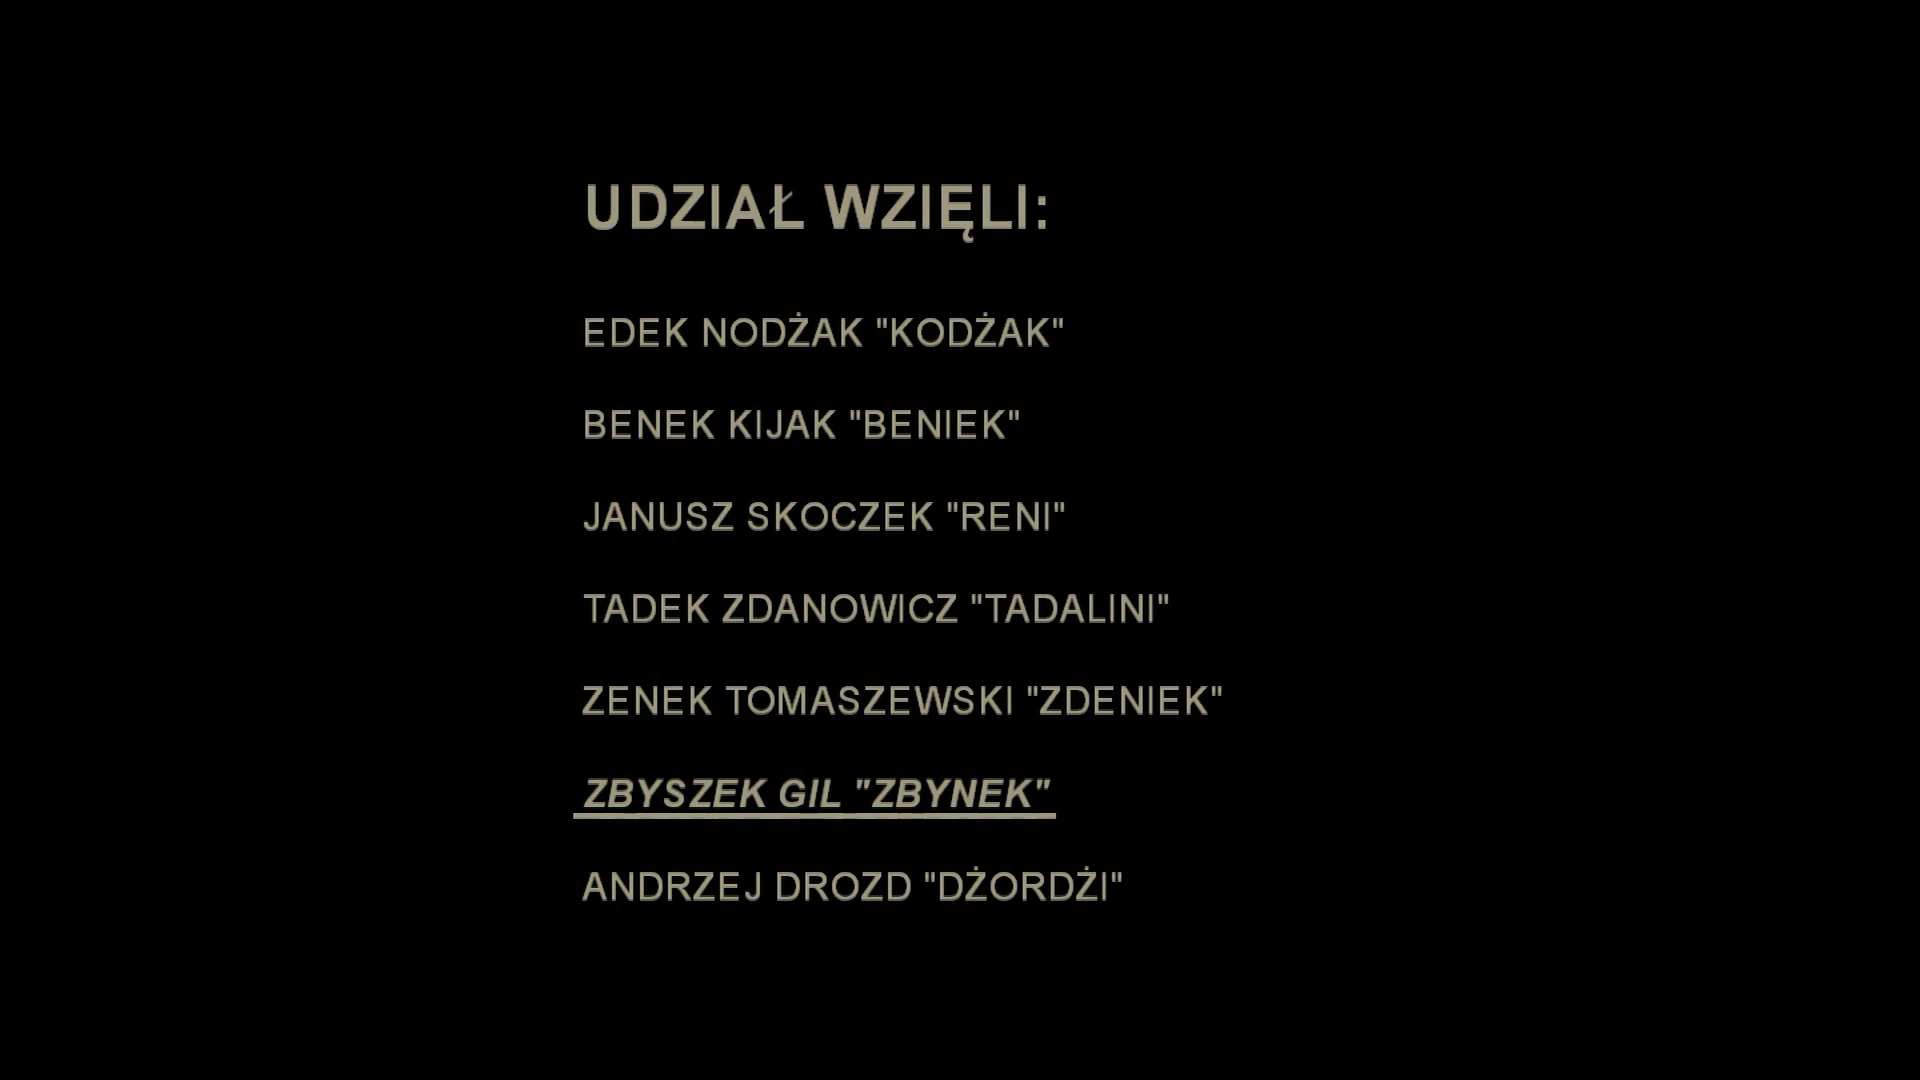 UDZIAŁ WZIĘLI:
EDEK NODŻAK "KODŻAK"
BENEK KIJAK "BENIEK"
JANUSZ SKOCZEK "RENI"
TADEK ZDANOWICZ "TADALINI"
ZENEK TOMASZEWSKI "ZDENIEK"
ZBYSZEK GIL "ZBYNEK"
ANDRZEJ DROZD "DŻORDŻI"